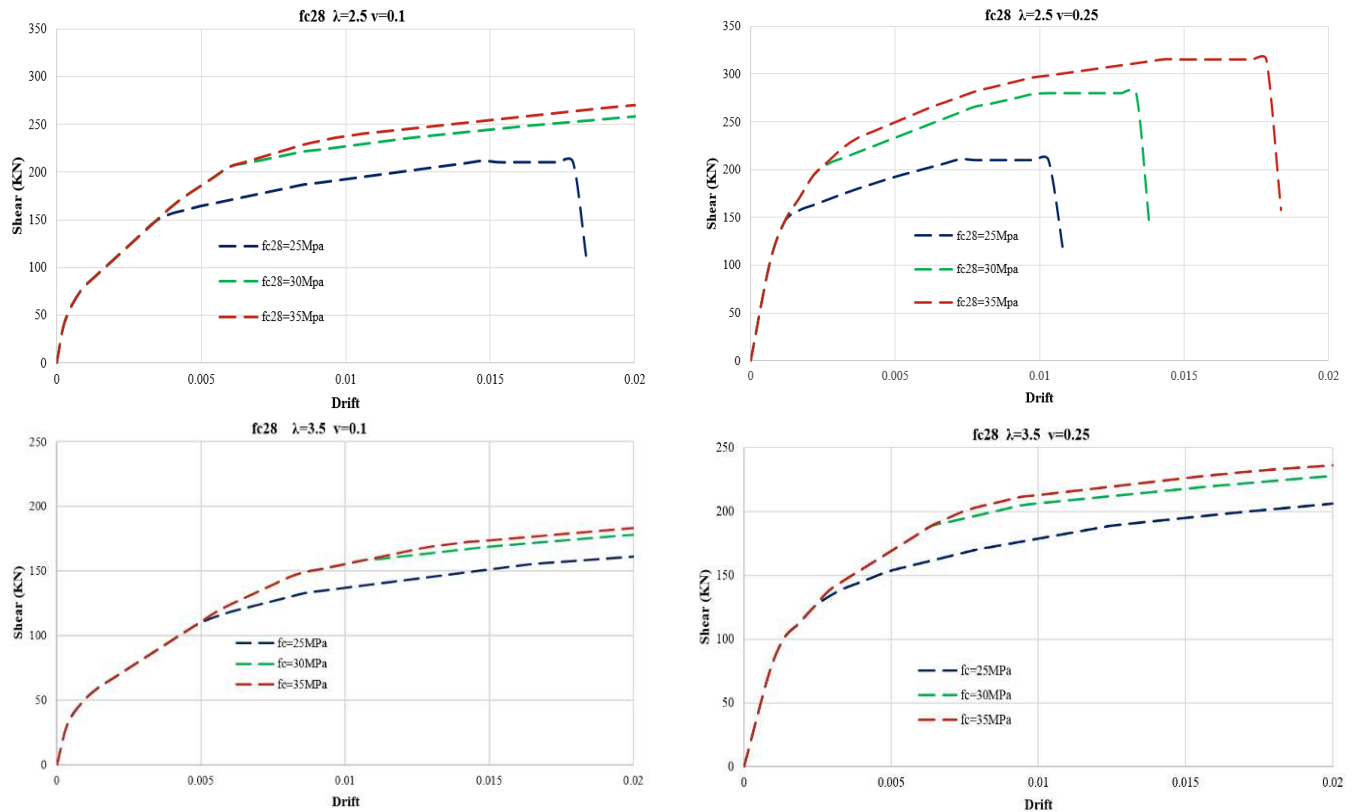 fc28 λ=2.5 v=0.1
350
300
250
200
150
100
50
0
Shear (KN)
fc28=25Mpa
fc28=30Mpa
fc28=35Mpa
0 0.005 0.01 0.015 0.02
Drift
fc28 λ=2.5 v=0.25
350
300
250
200
150
100
50
0
Shear (KN)
fc28=25Mpa
fc28=30Mpa
fc28=35Mpa
0 0.005 0.01 0.015 0.02
Drift
fc28 λ=3.5 v=0.1
250
200
150
100
50
0
Shear (KN)
fc=25MPa
fc=30MPa
fc=35MPa
0 0.005 0.01 0.015 0.02
Drift
fc28 λ=3.5 v=0.25
250
200
150
100
50
0
Shear (KN)
fc=25MPa
fc=30MPa
fc=35MPa
0 0.005 0.01 0.015 0.02
Drift